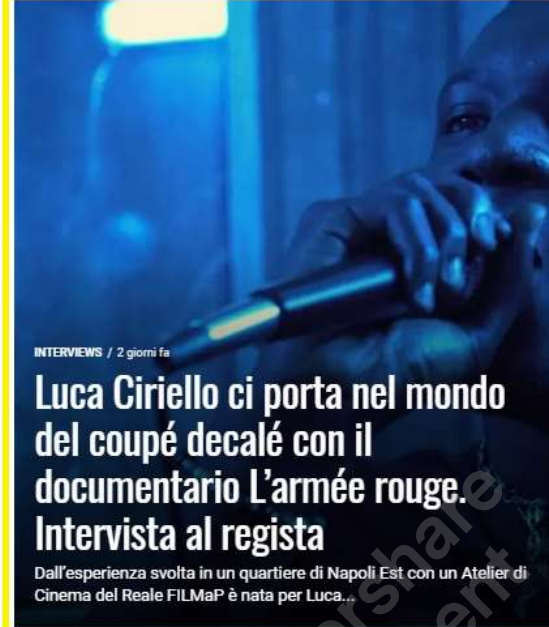 INTERVIEWS / 2 giorni fa
Luca Ciriello ci porta nel mondo
del coupé decalé con il
documentario L'armée rouge.
Intervista al regista
Dall'esperienza svolta in un quartiere di Napoli Est con un Atelier di
Cinema del Reale FILMaP è nata per Luca...